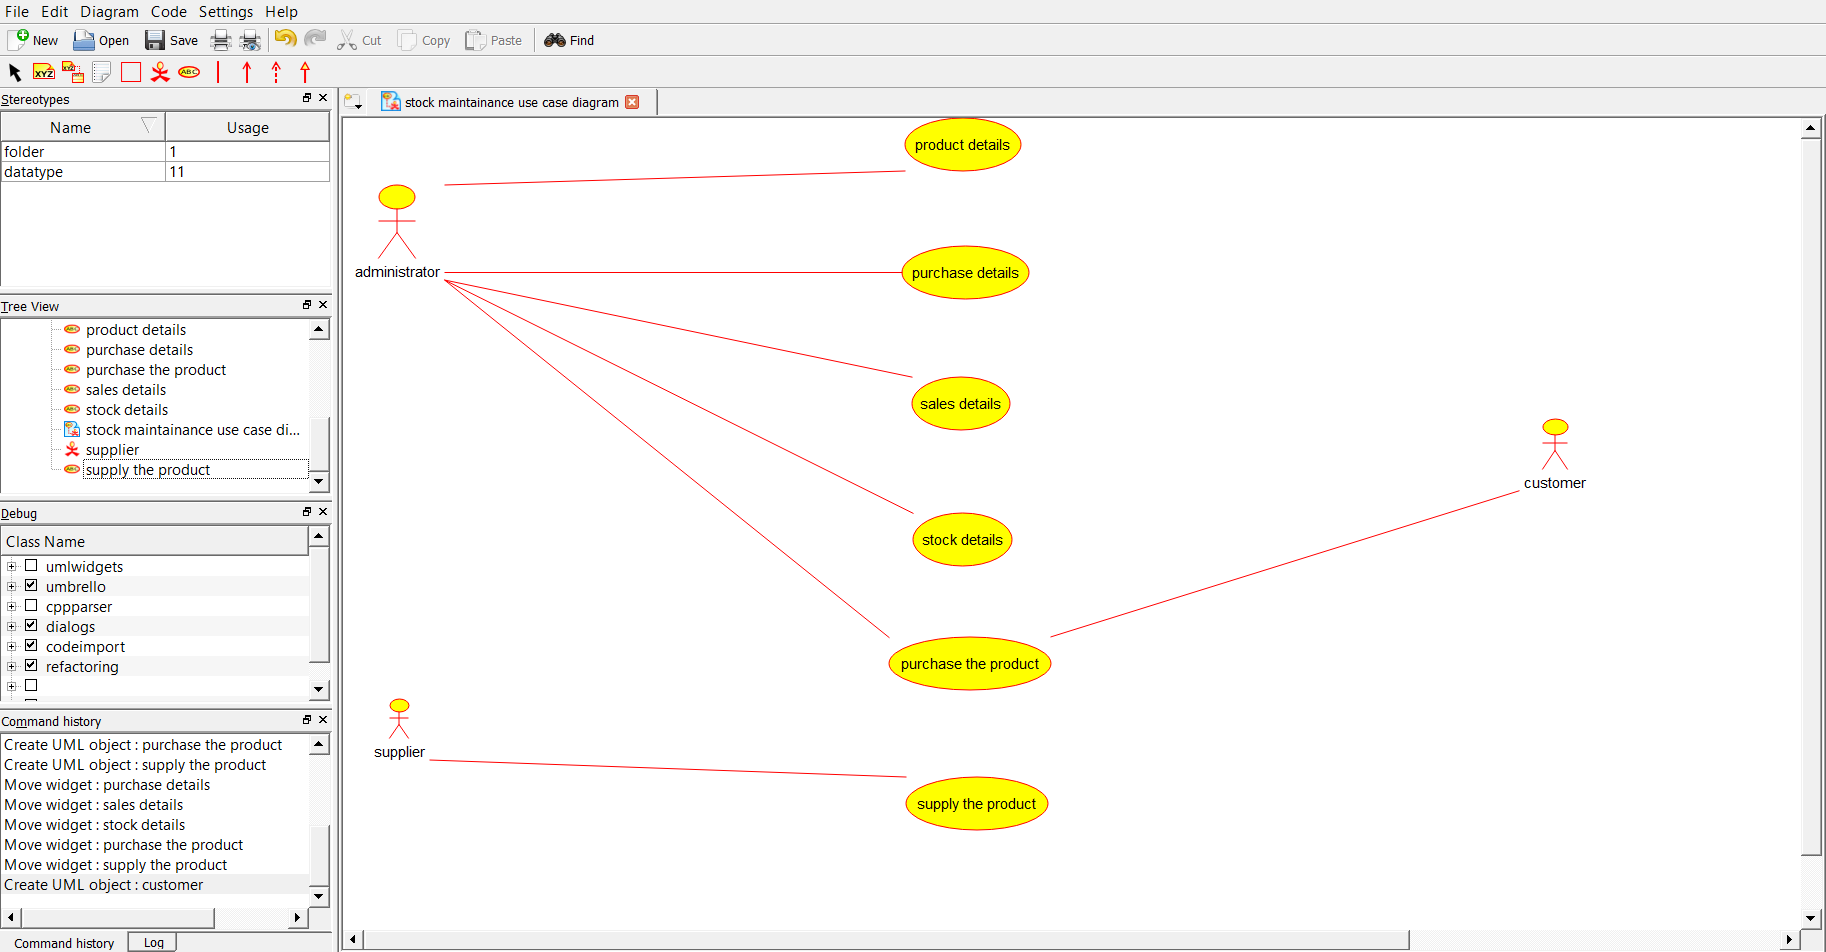 File Edit Diagram Code Settings Help
New Open Save Cut Copy Paste Find
XYZ XYZ ABC
Stereotypes
Name Usage
folder 1
datatype 11
Tree View
product details
purchase details
purchase the product
sales details
stock details
stock maintainance use case di...
supplier
supply the product
Debug
Class Name
umlwidgets
umbrello
cppparser
dialogs
codeimport
refactoring
Command history
Create UML object : purchase the product
Create UML object : supply the product
Move widget : purchase details
Move widget : sales details
Move widget : stock details
Move widget : purchase the product
Move widget : supply the product
Create UML object : customer
Command history Log
stock maintainance use case diagram
product details
administrator
purchase details
sales details
customer
stock details
purchase the product
supplier
supply the product